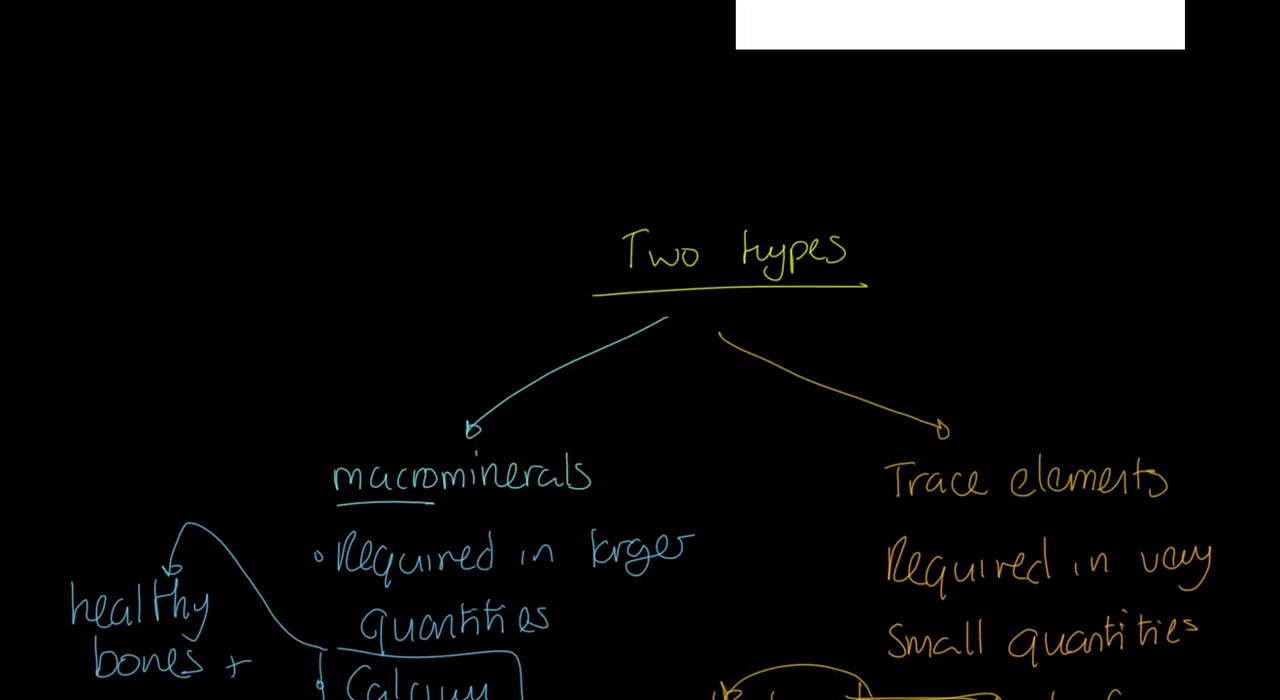 Two types
macrominerals
Trace elements
• Required in larger
quantities
Required in very
small quantities
healthy
bones +
• Calcium